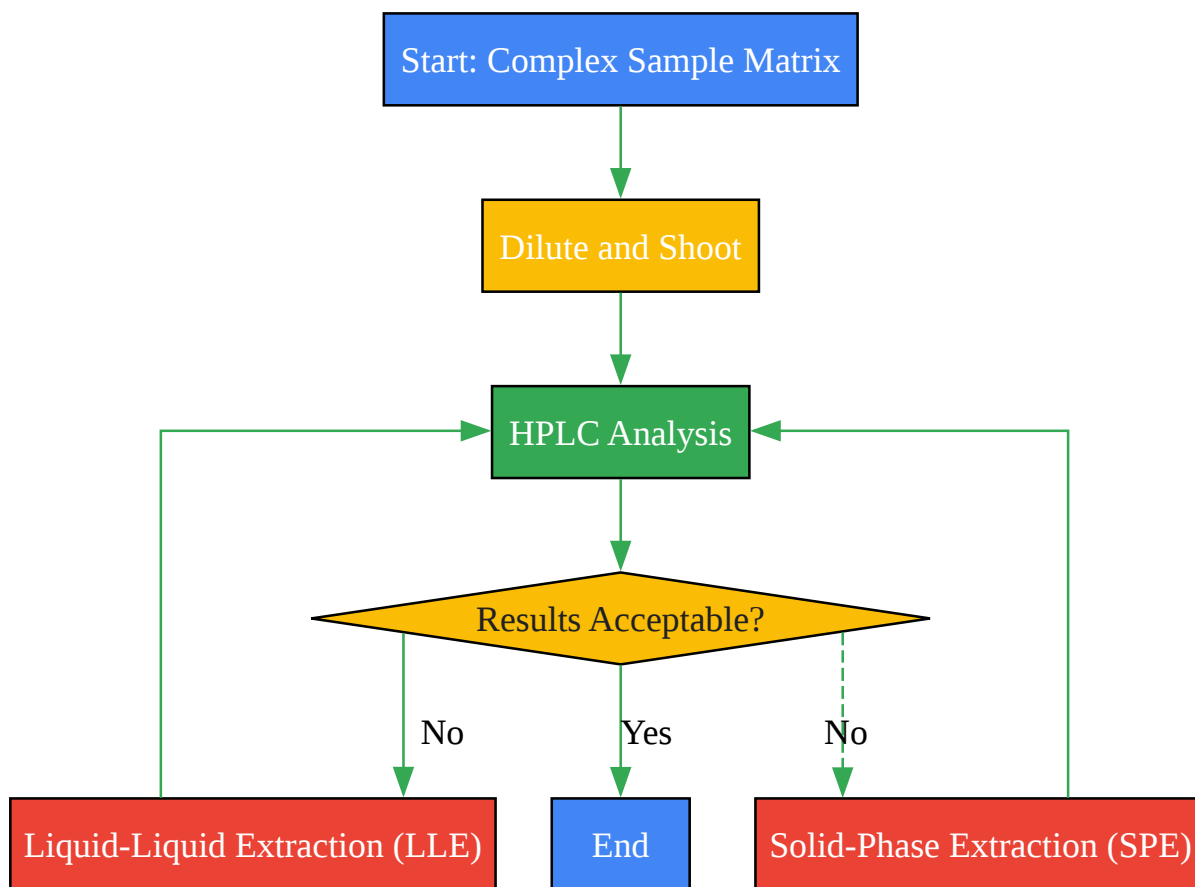 Start: Complex Sample Matrix
Dilute and Shoot
HPLC Analysis
Results Acceptable?
No
Yes
No
Liquid-Liquid Extraction (LLE)
End
Solid-Phase Extraction (SPE)